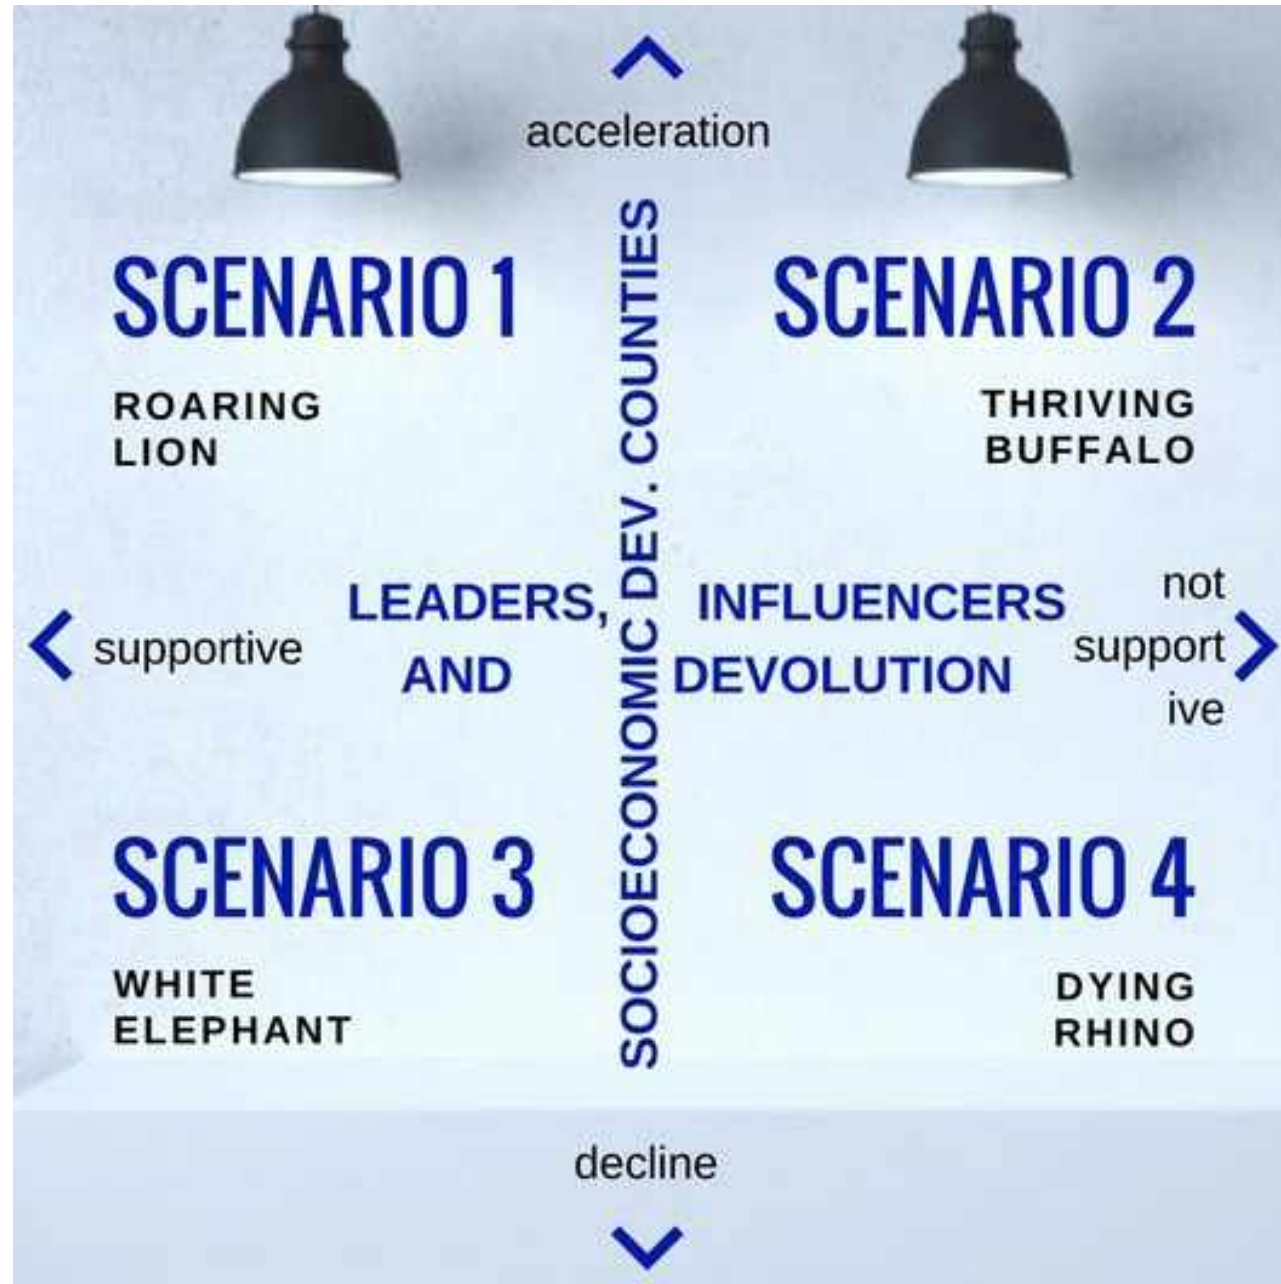 acceleration
SCENARIO 1
ROARING
LION
SCENARIO 2
THRIVING
BUFFALO
SOCIOECONOMIC DEV. COUNTIES
supportive
LEADERS, INFLUENCERS
AND DEVOLUTION
not
support
ive
SCENARIO 3
WHITE
ELEPHANT
SCENARIO 4
DYING
RHINO
decline